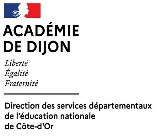 ACADÉMIE
DE DIJON
Liberté
Égalité
Fraternité
Direction des services départementaux
de l'éducation nationale
de Côte-d'Or